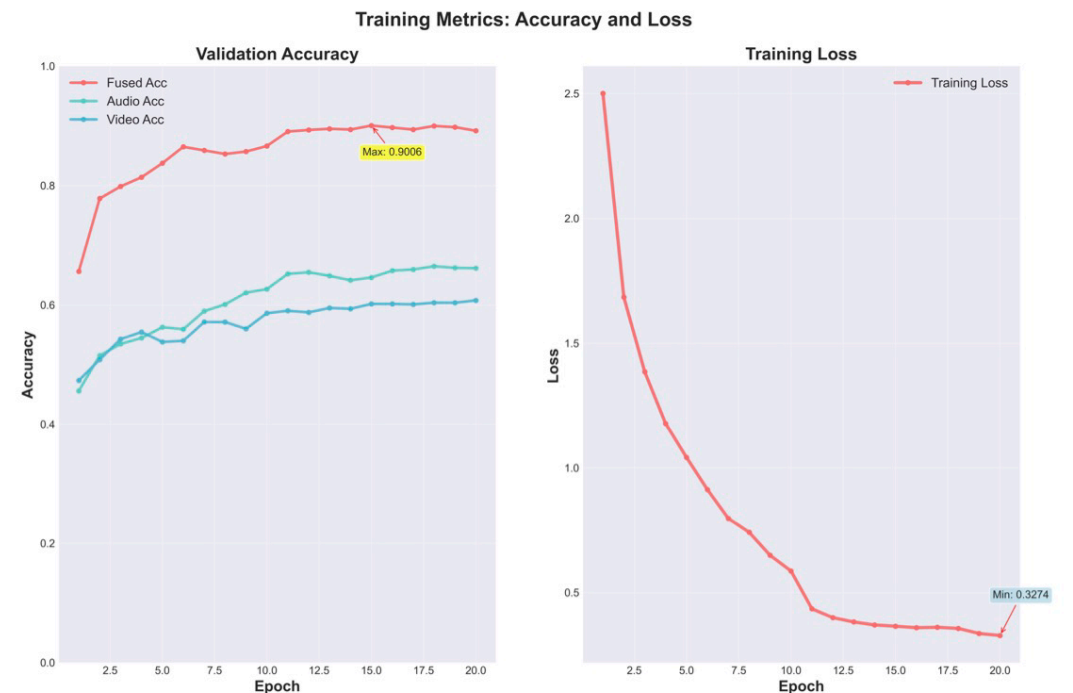 Training Metrics: Accuracy and Loss
Validation Accuracy
1.0
0.8
0.6
0.4
0.2
0.0
Accuracy
Fused Acc
Audio Acc
Video Acc
Max: 0.9006
2.5 5.0 7.5 10.0 12.5 15.0 17.5 20.0
Epoch
Training Loss
2.5
2.0
1.5
1.0
0.5
Loss
Training Loss
Min: 0.3274
2.5 5.0 7.5 10.0 12.5 15.0 17.5 20.0
Epoch